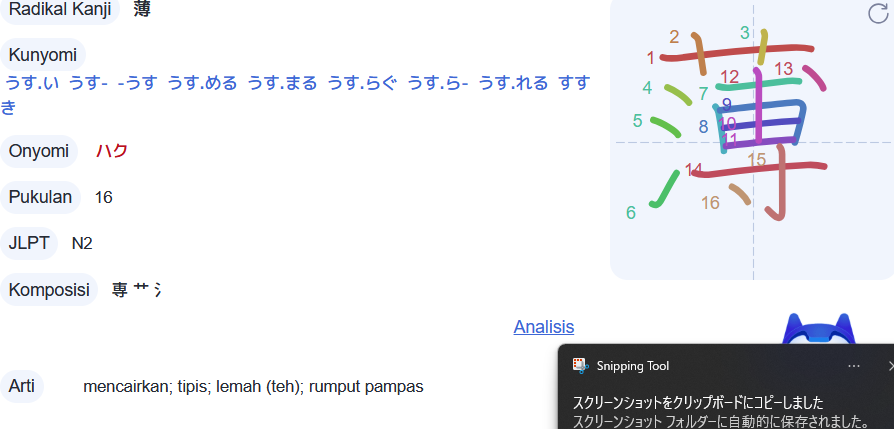 Radikal Kanji 薄
Kunyomi
うす.い うす- -うす うす.める うす.まる うす.らぐ うす.ら- うす.れる すす
き
Onyomi ハク
Pukulan 16
JLPT N2
Komposisi 専 艹 氵
Analisis
Arti mencairkan; tipis; lemah (teh); rumput pampas
1 2 3 4 5 6 7 8 9 10 11 12 13 14 15 16
Snipping Tool
スクリーンショットをクリップボードにコピーしました
スクリーンショット フォルダーに自動的に保存されました。